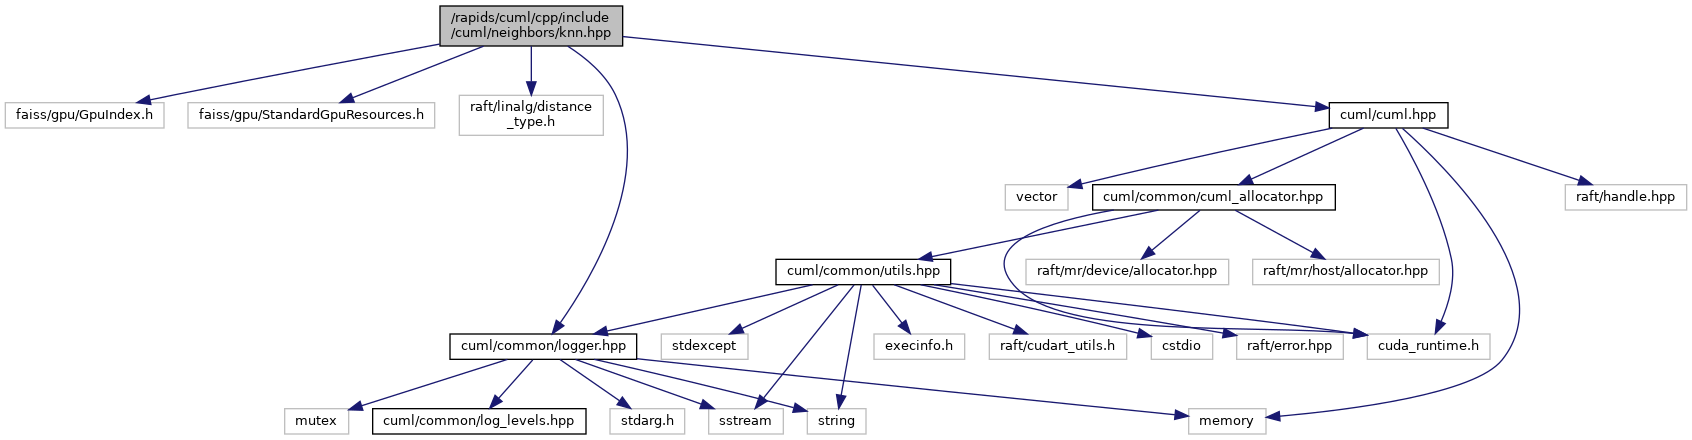 /rapids/cuml/cpp/include
/cuml/neighbors/knn.hpp
faiss/gpu/GpuIndex.h
faiss/gpu/StandardGpuResources.h
raft/linalg/distance
_type.h
cuml/cuml.hpp
vector
cuml/common/cuml_allocator.hpp
raft/handle.hpp
cuml/common/utils.hpp
raft/mr/device/allocator.hpp
raft/mr/host/allocator.hpp
cuml/common/logger.hpp
stdexcept
execinfo.h
raft/cudart_utils.h
cstdio
raft/error.hpp
cuda_runtime.h
mutex
cuml/common/log_levels.hpp
stdarg.h
sstream
string
memory